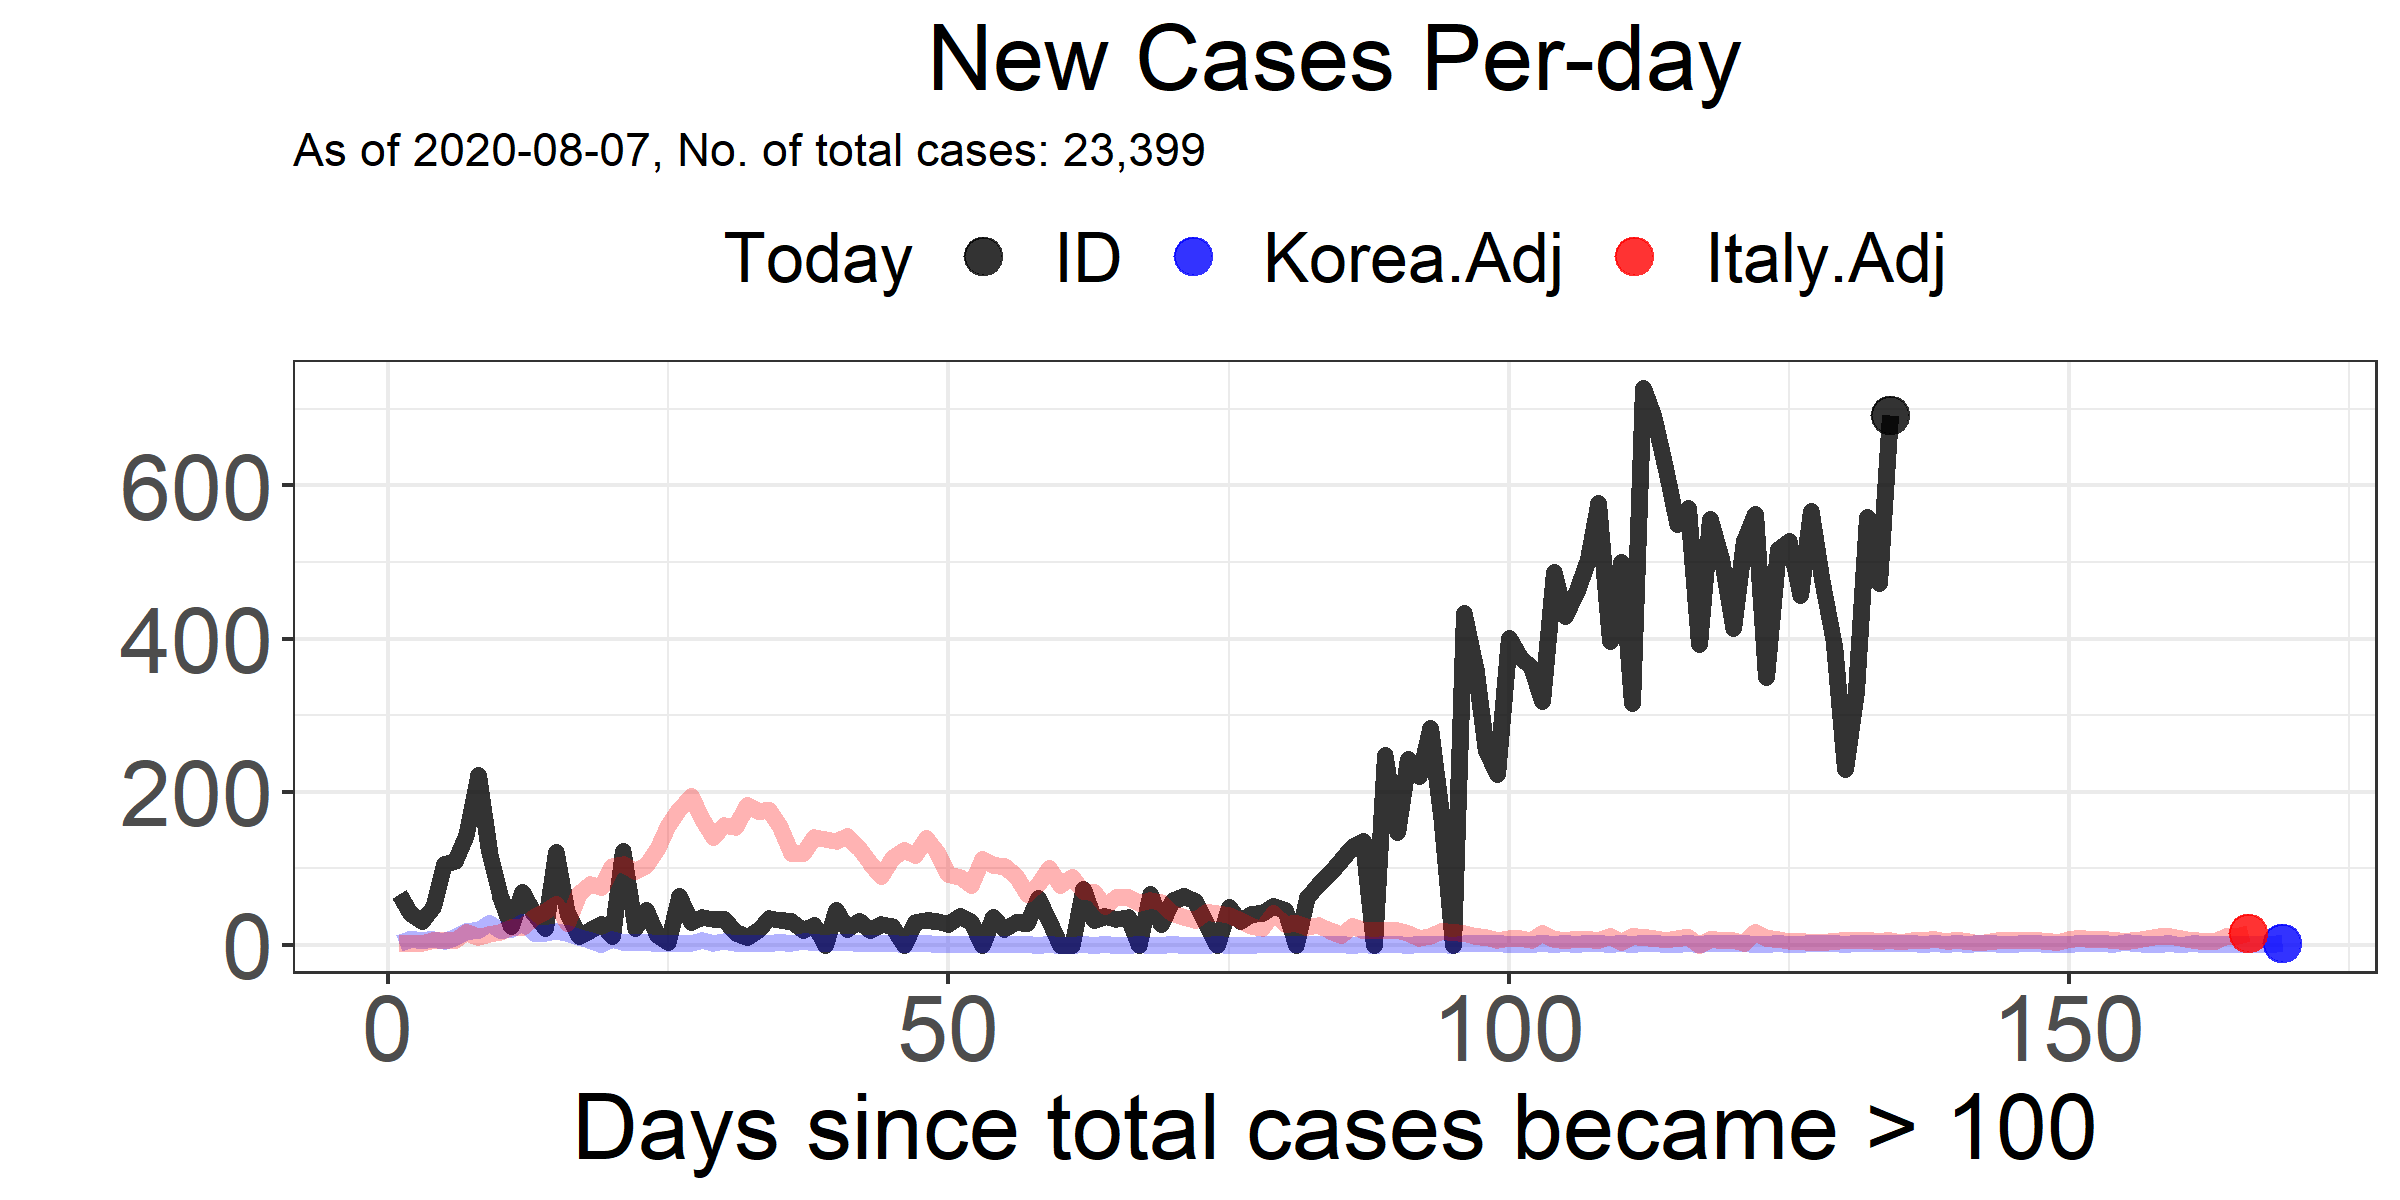 New Cases Per-day
As of 2020-08-07, No. of total cases: 23,399
Today ID Korea.Adj Italy.Adj
600
400
200
0
0 50 100 150
Days since total cases became > 100